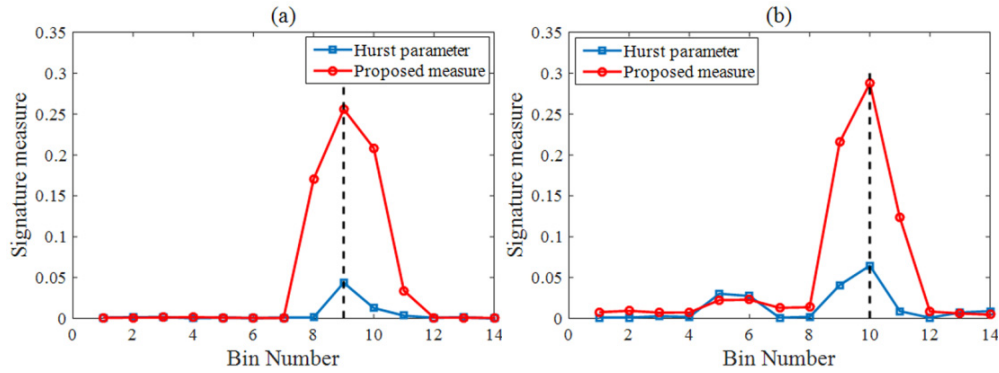 (a)
Signature measure
0.35
0.3
0.25
0.2
0.15
0.1
0.05
0
Hurst parameter
Proposed measure
0 2 4 6 8 10 12 14
Bin Number
(b)
Signature measure
0.35
0.3
0.25
0.2
0.15
0.1
0.05
0
Hurst parameter
Proposed measure
0 2 4 6 8 10 12 14
Bin Number